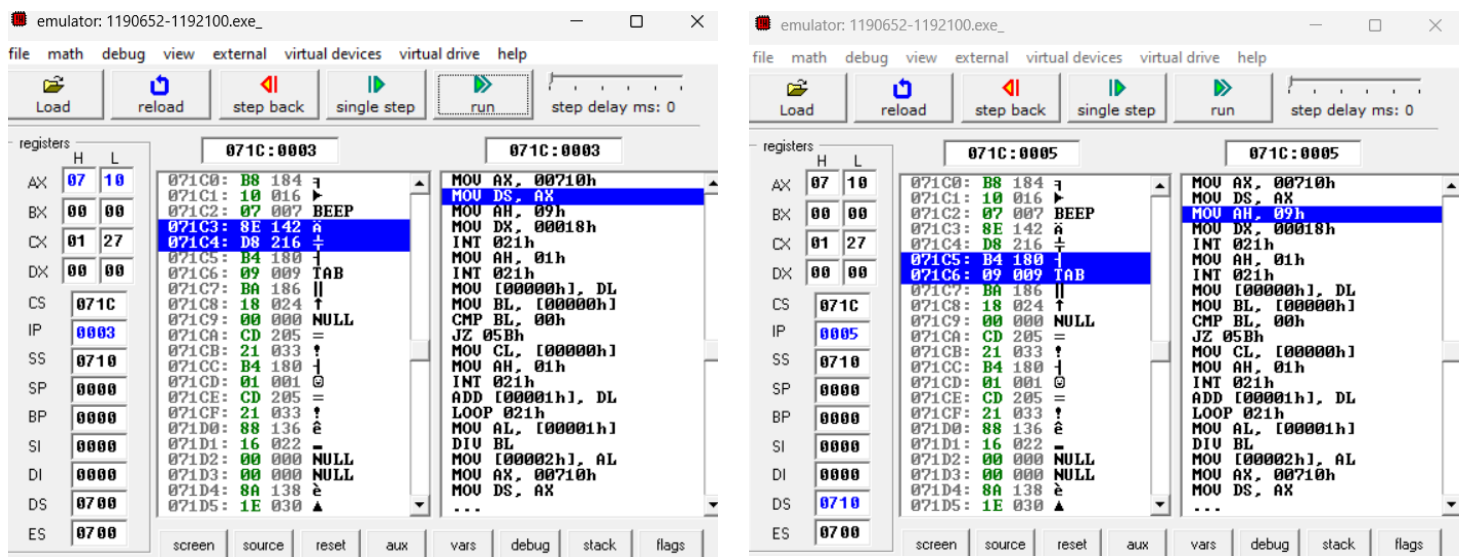 emulator: 1190652-1192100.exe_
file math debug view external virtual devices virtual drive help
Load reload step back single step run step delay ms: 0
registers
H L
AX 07 10
BX 00 00
CX 01 27
DX 00 00
CS 071C
IP 0003
SS 0710
SP 0000
BP 0000
SI 0000
DI 0000
DS 0700
ES 0700
071C:0003
071C0: B8 184 ╕
071C1: 10 016 ►
071C2: 07 007 BEEP
071C3: 8E 142 Ä
071C4: D8 216 ╪
071C5: B4 180 ┤
071C6: 09 009 TAB
071C7: BA 186 ║
071C8: 18 024 ↑
071C9: 00 000 NULL
071CA: CD 205 =
071CB: 21 033 !
071CC: B4 180 ┤
071CD: 01 001 ☺
071CE: CD 205 =
071CF: 21 033 !
071D0: 88 136 ê
071D1: 16 022 ▬
071D2: 00 000 NULL
071D3: 00 000 NULL
071D4: 8A 138 è
071D5: 1E 030 ▲
071C:0003
MOV AX, 00710h
MOV DS, AX
MOV AH, 09h
MOV DX, 00018h
INT 021h
MOV AH, 01h
INT 021h
MOV [00000h], DL
MOV BL, [00000h]
CMP BL, 00h
JZ 05Bh
MOV CL, [00000h]
MOV AH, 01h
INT 021h
ADD [00001h], DL
LOOP 021h
MOV AL, [00001h]
DIV BL
MOV [00002h], AL
MOV AX, 00710h
MOV DS, AX
...
screen source reset aux vars debug stack flags
emulator: 1190652-1192100.exe_
file math debug view external virtual devices virtual drive help
Load reload step back single step run step delay ms: 0
registers
H L
AX 07 10
BX 00 00
CX 01 27
DX 00 00
CS 071C
IP 0005
SS 0710
SP 0000
BP 0000
SI 0000
DI 0000
DS 0710
ES 0700
071C:0005
071C0: B8 184 ╕
071C1: 10 016 ►
071C2: 07 007 BEEP
071C3: 8E 142 Ä
071C4: D8 216 ╪
071C5: B4 180 ┤
071C6: 09 009 TAB
071C7: BA 186 ║
071C8: 18 024 ↑
071C9: 00 000 NULL
071CA: CD 205 =
071CB: 21 033 !
071CC: B4 180 ┤
071CD: 01 001 ☺
071CE: CD 205 =
071CF: 21 033 !
071D0: 88 136 ê
071D1: 16 022 ▬
071D2: 00 000 NULL
071D3: 00 000 NULL
071D4: 8A 138 è
071D5: 1E 030 ▲
071C:0005
MOV AX, 00710h
MOV DS, AX
MOV AH, 09h
MOV DX, 00018h
INT 021h
MOV AH, 01h
INT 021h
MOV [00000h], DL
MOV BL, [00000h]
CMP BL, 00h
JZ 05Bh
MOV CL, [00000h]
MOV AH, 01h
INT 021h
ADD [00001h], DL
LOOP 021h
MOV AL, [00001h]
DIV BL
MOV [00002h], AL
MOV AX, 00710h
MOV DS, AX
...
screen source reset aux vars debug stack flags